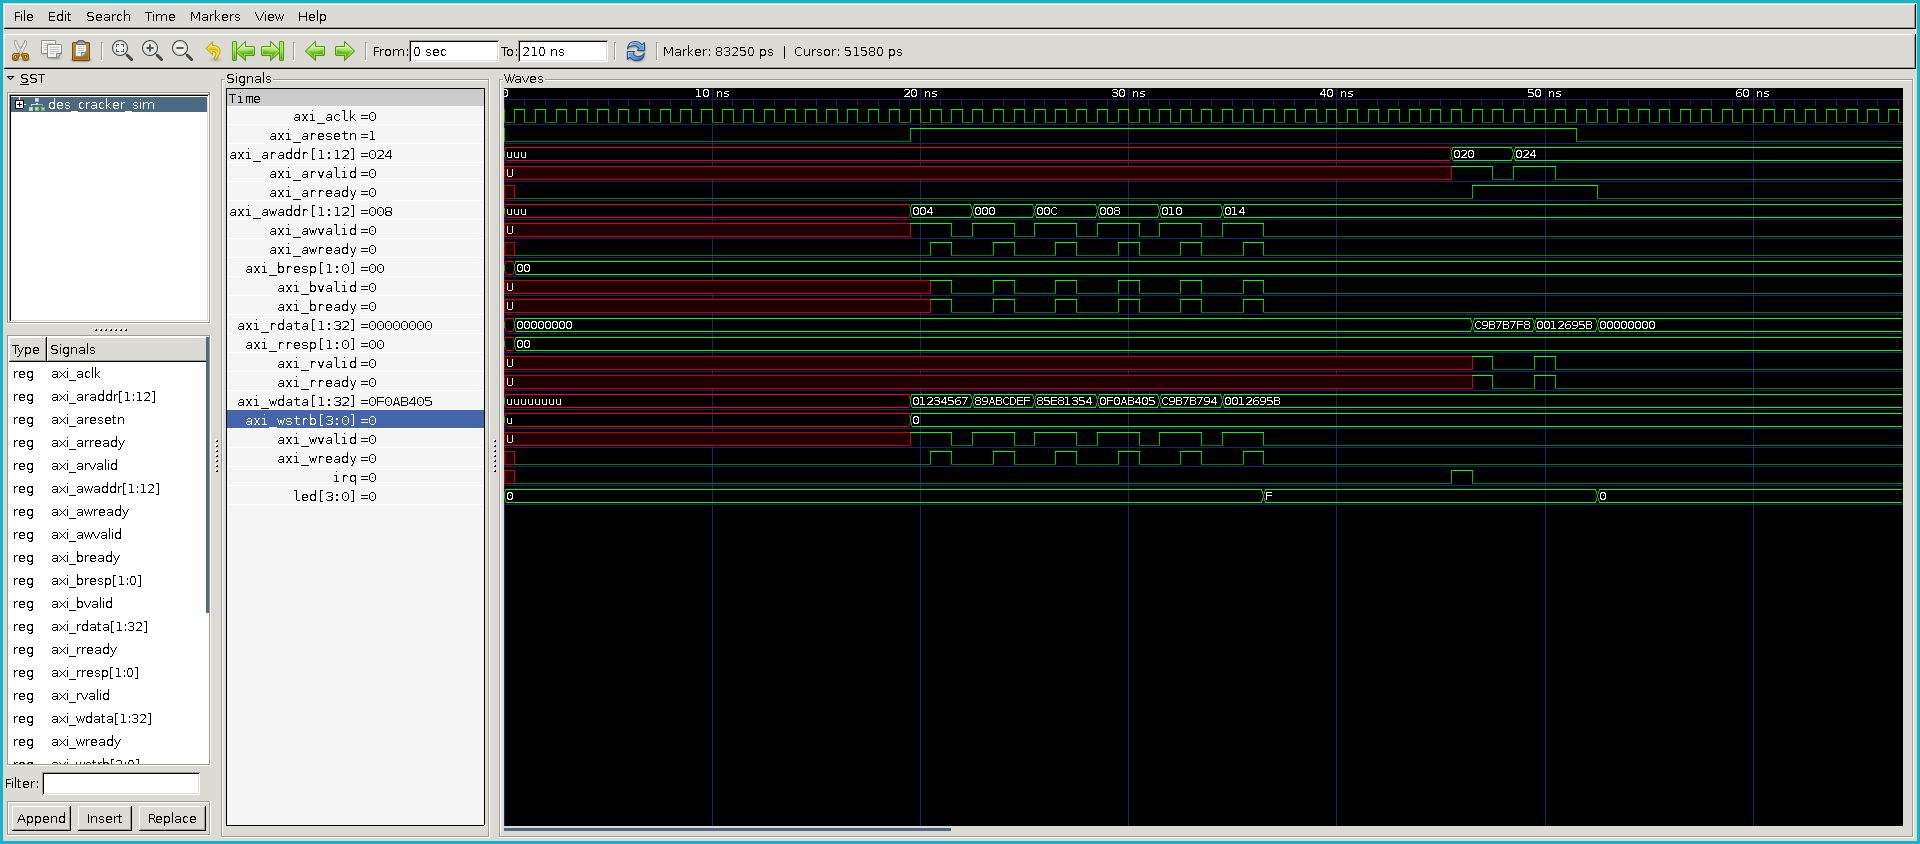 File Edit Search Time Markers View Help
From: 0 sec To: 210 ns Marker: 83250 ps | Cursor: 51580 ps
SST
des_cracker_sim
Type Signals
reg axi_aclk
reg axi_araddr[1:12]
reg axi_aresetn
reg axi_arready
reg axi_arvalid
reg axi_awaddr[1:12]
reg axi_awready
reg axi_awvalid
reg axi_bready
reg axi_bresp[1:0]
reg axi_bvalid
reg axi_rdata[1:32]
reg axi_rready
reg axi_rresp[1:0]
reg axi_rvalid
reg axi_wdata[1:32]
reg axi_wready
reg axi_wstrb[3:0]
Filter:
Append Insert Replace
Signals
Time
axi_aclk=0
axi_aresetn=1
axi_araddr[1:12]=024
axi_arvalid=0
axi_arready=0
axi_awaddr[1:12]=008
axi_awvalid=0
axi_awready=0
axi_bresp[1:0]=00
axi_bvalid=0
axi_bready=0
axi_rdata[1:32]=00000000
axi_rresp[1:0]=00
axi_rvalid=0
axi_rready=0
axi_wdata[1:32]=0F0AB405
axi_wstrb[3:0]=0
axi_wvalid=0
axi_wready=0
irq=0
led[3:0]=0
Waves
0 10 ns 20 ns 30 ns 40 ns 50 ns 60 ns
uuu 020 024
U
uuu 004 000 00C 008 010 014
U
00
U
U
00000000 C9B7B7F8 0012695B 00000000
00
U
U
uuuuuuuu 01234567 89ABCDEF 85E81354 0F0AB405 C9B7B794 0012695B
u 0
U
0 F 0